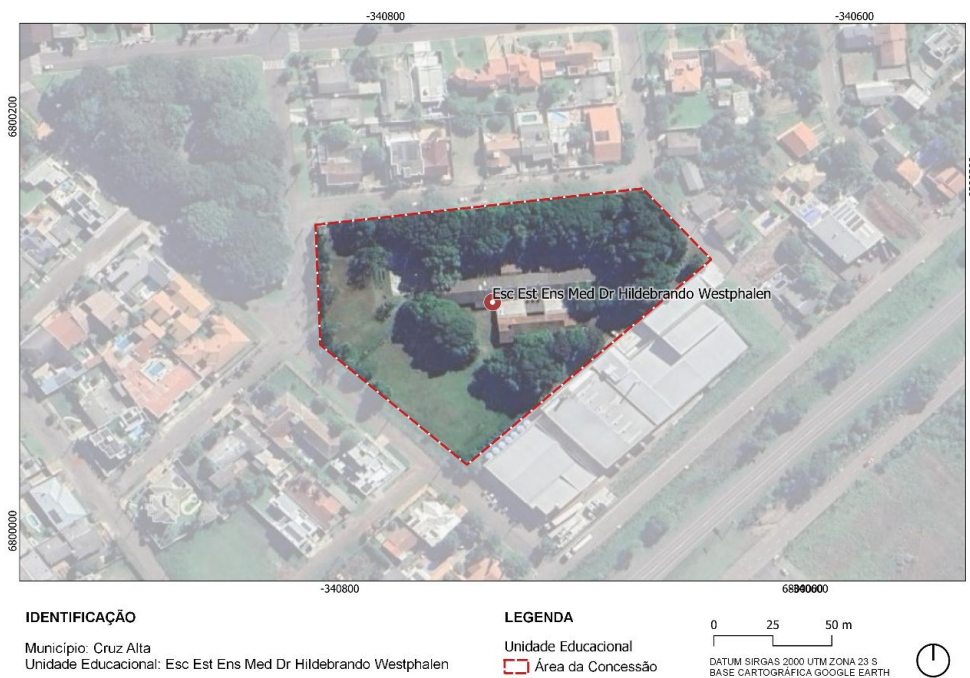 -340800
-340600
6800200
Esc Est Ens Med Dr Hildebrando Westphalen
6800000
-340800
IDENTIFICAÇÃO
Município: Cruz Alta
Unidade Educacional: Esc Est Ens Med Dr Hildebrando Westphalen
LEGENDA
Unidade Educacional
Área da Concessão
0 25 50 m
DATUM SIRGAS 2000 UTM ZONA 23 S
BASE CARTOGRÁFICA GOOGLE EARTH